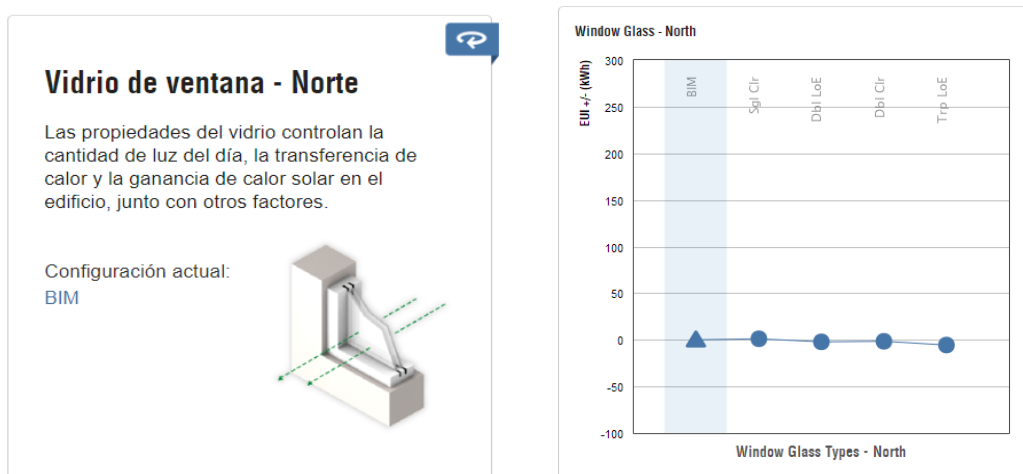 Vidrio de ventana - Norte
Las propiedades del vidrio controlan la
cantidad de luz del día, la transferencia de
calor y la ganancia de calor solar en el
edificio, junto con otros factores.
Configuración actual:
BIM
Window Glass - North
EUI +/- (kWh)
300
250
200
150
100
50
0
-50
-100
BIM
Sgl Clr
Dbl LoE
Dbl Clr
Trp LoE
Window Glass Types - North